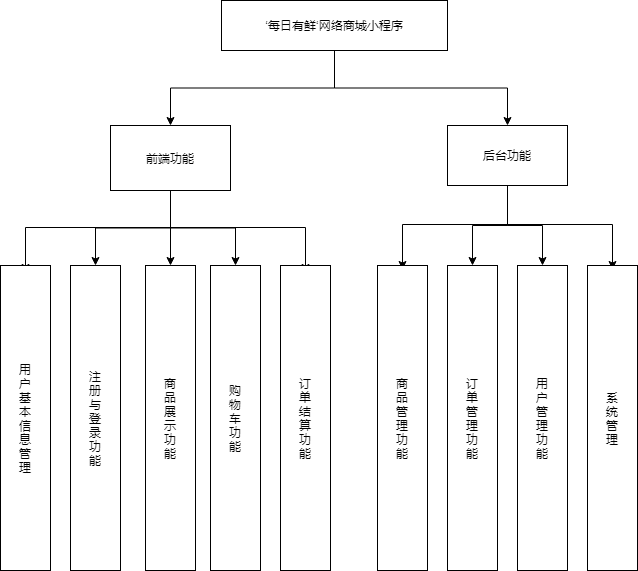 ‘每日有鲜’网络商城小程序
前端功能
后台功能
用户基本信息管理
注册与登录功能
商品展示功能
购物车功能
订单结算功能
商品管理功能
订单管理功能
用户管理功能
系统管理